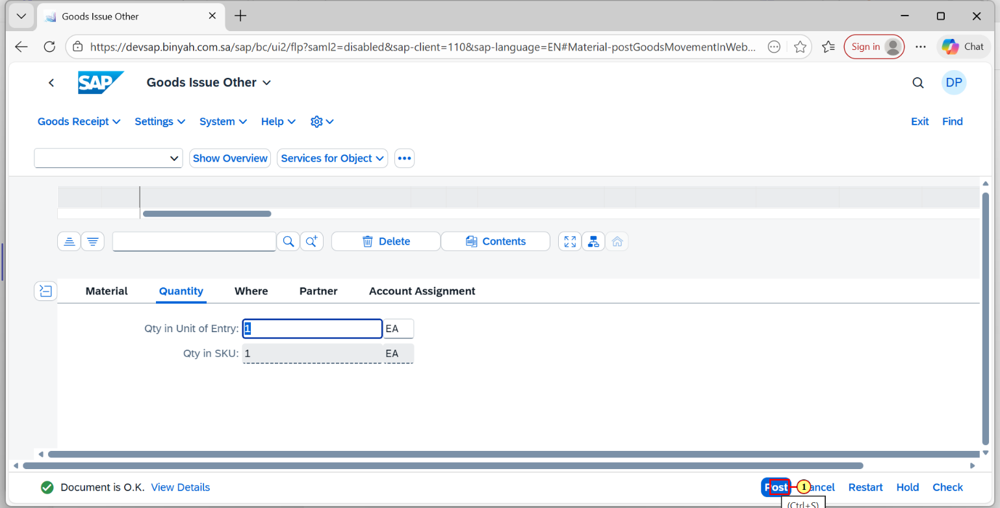 Goods Issue Other
https://devsap.binyah.com.sa/sap/bc/ui2/flp?saml2=disabled&sap-client=110&sap-language=EN#Material-postGoodsMovementInWeb...
Sign in
Chat
SAP
Goods Issue Other
DP
Goods Receipt
Settings
System
Help
Exit
Find
Show Overview
Services for Object
Delete
Contents
Material
Quantity
Where
Partner
Account Assignment
Qty in Unit of Entry: 1 EA
Qty in SKU: 1 EA
Document is O.K. View Details
Post
1
ancel
Restart
Hold
Check
(Ctrl+S)